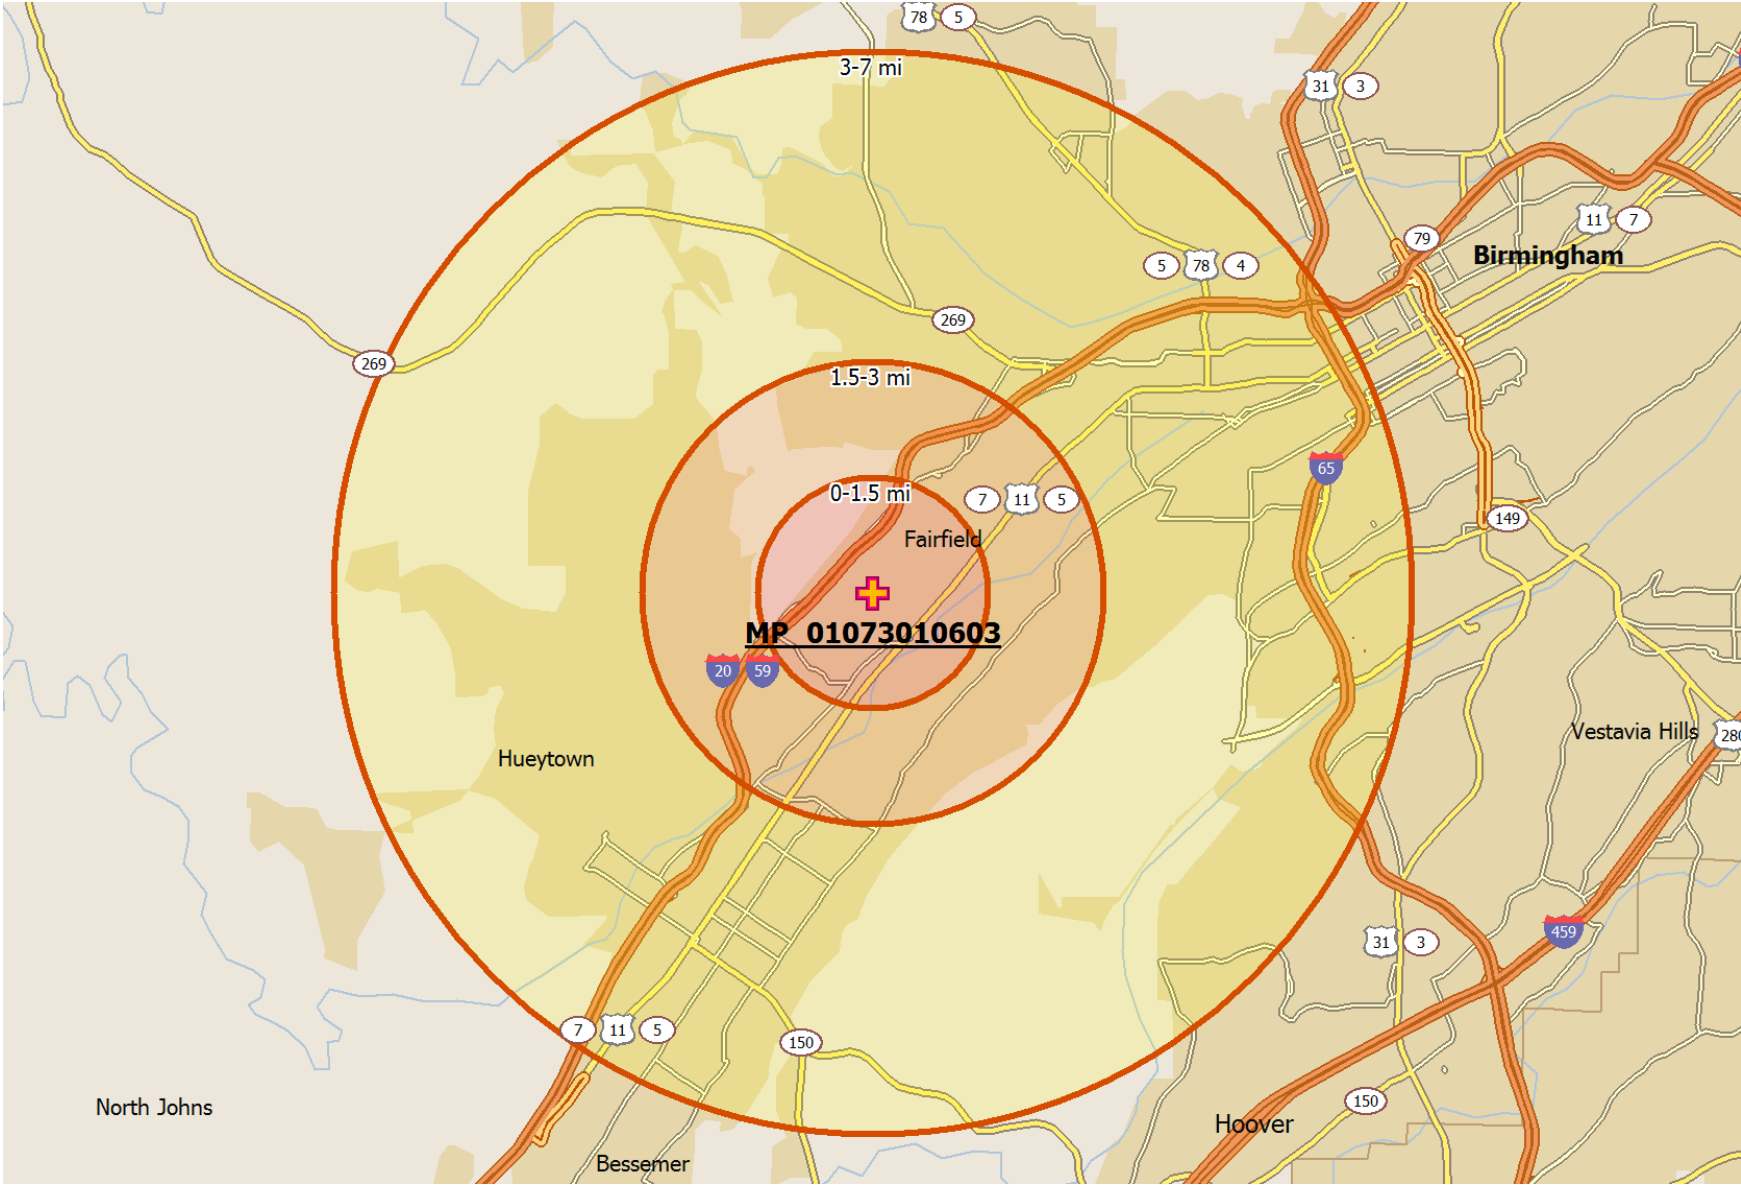 78 5
3-7 mi
31 3
11 7
79
Birmingham
5 78 4
269
269
1.5-3 mi
65
0-1.5 mi
7 11 5
149
Fairfield
MP_01073010603
20 59
Vestavia Hills
280
Hueytown
459
31 3
7 11 5
150
150
North Johns
Hoover
Bessemer